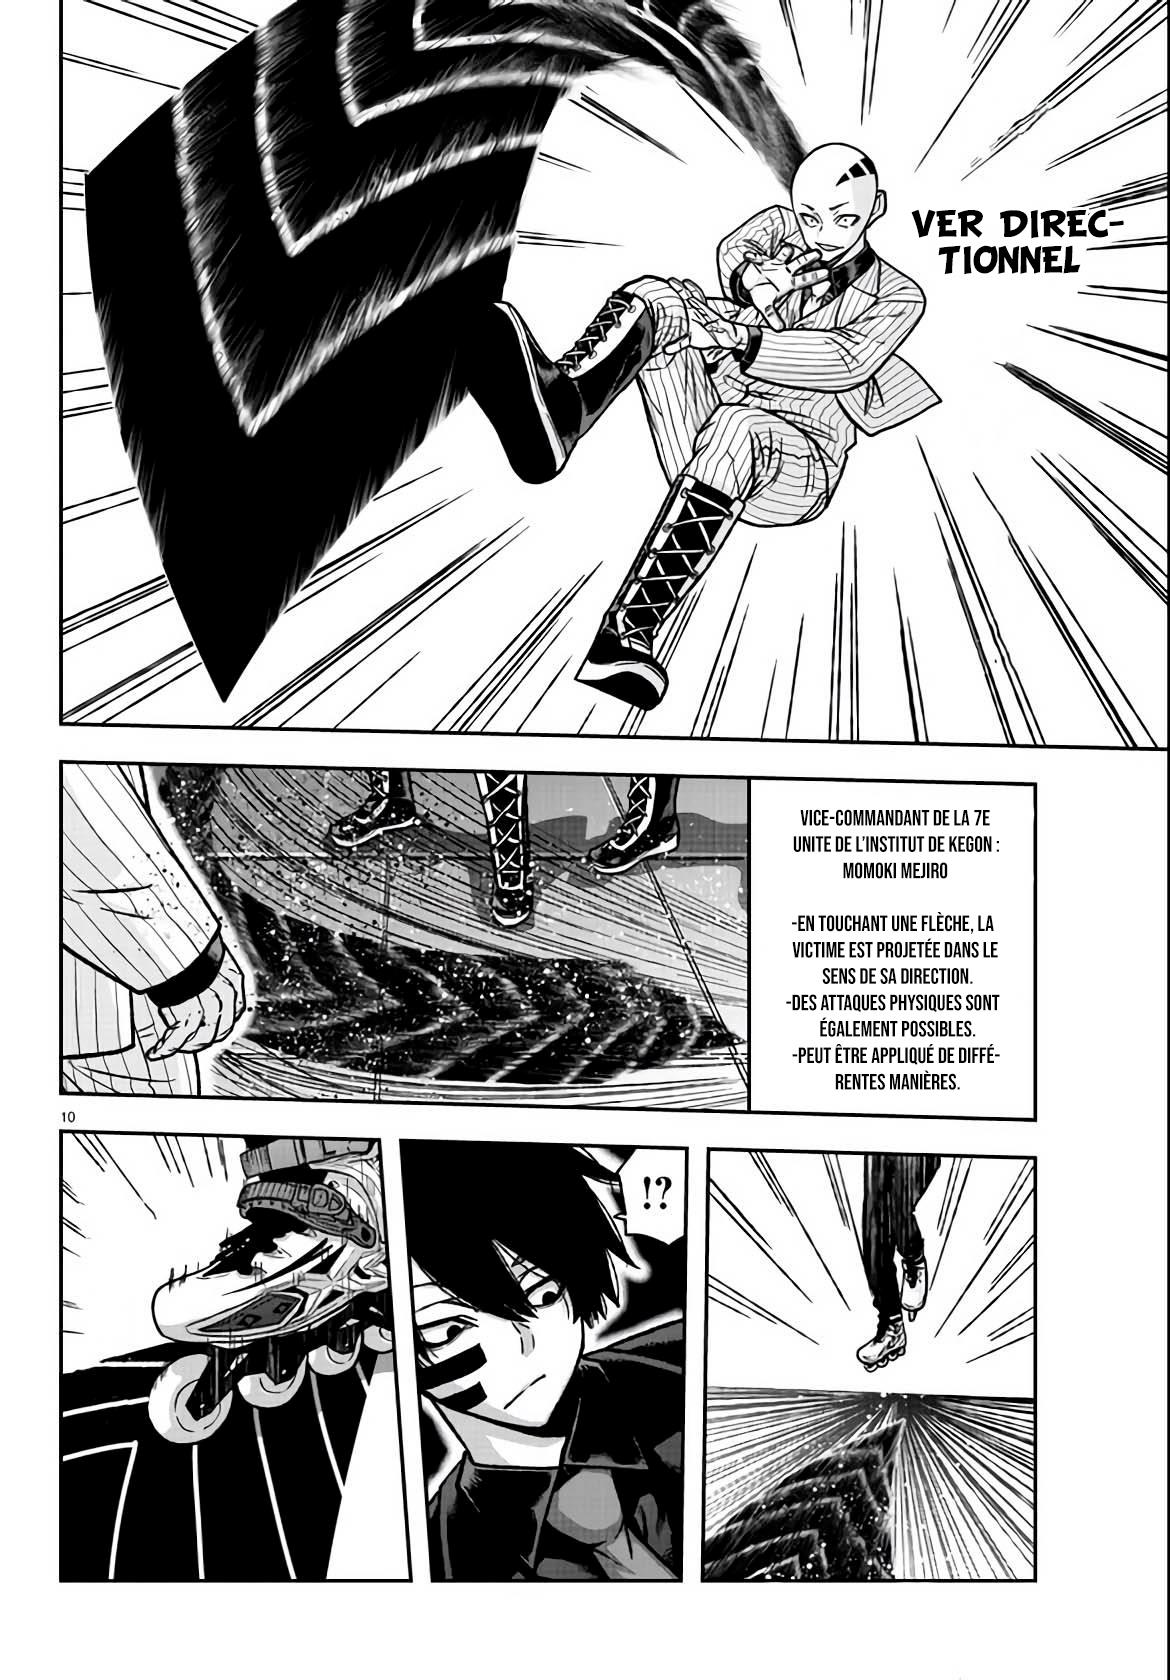 VER DIREC-
TIONNEL
VICE-COMMANDANT DE LA 7E
UNITE DE L'INSTITUT DE KEGON :
MOMOKI MEJIRO
-EN TOUCHANT UNE FLÈCHE, LA
VICTIME EST PROJETÉE DANS LE
SENS DE SA DIRECTION.
-DES ATTAQUES PHYSIQUES SONT
ÉGALEMENT POSSIBLES.
-PEUT ÊTRE APPLIQUÉ DE DIFFÉ-
RENTES MANIÈRES.
10
!?